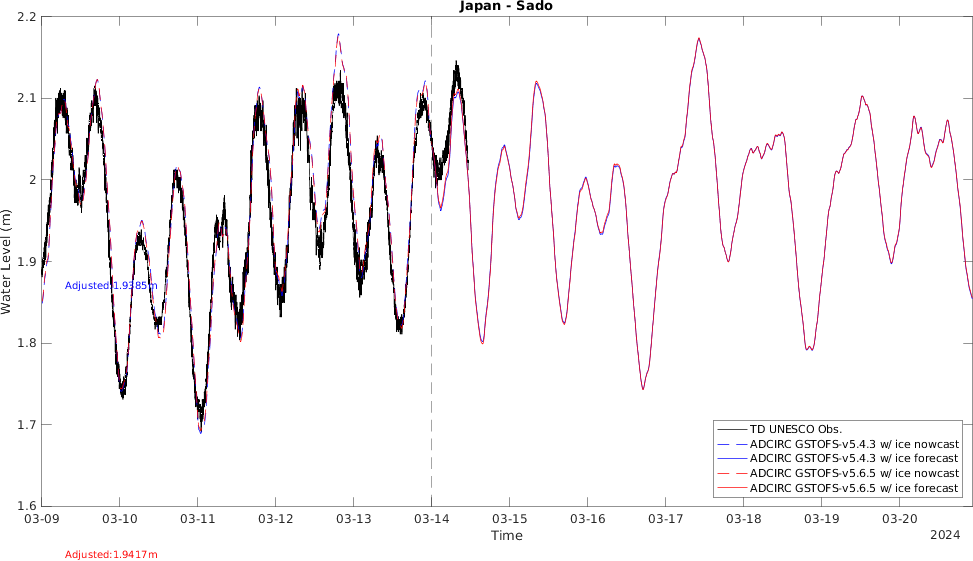 Japan - Sado
2.2
2.1
2
1.9
1.8
1.7
1.6
Water Level (m)
Adjusted:1.9385m
TD UNESCO Obs.
ADCIRC GSTOFS-v5.4.3 w/ ice nowcast
ADCIRC GSTOFS-v5.4.3 w/ ice forecast
ADCIRC GSTOFS-v5.6.5 w/ ice nowcast
ADCIRC GSTOFS-v5.6.5 w/ ice forecast
03-09 03-10 03-11 03-12 03-13 03-14 03-15 03-16 03-17 03-18 03-19 03-20
Time
2024
Adjusted:1.9417m